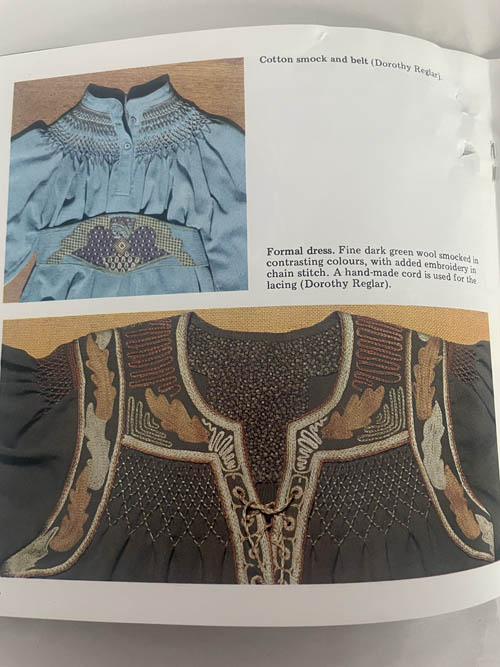 Cotton smock and belt (Dorothy Reglar).
Formal dress. Fine dark green wool smocked in
contrasting colours, with added embroidery in
chain stitch. A hand-made cord is used for the
lacing (Dorothy Reglar).